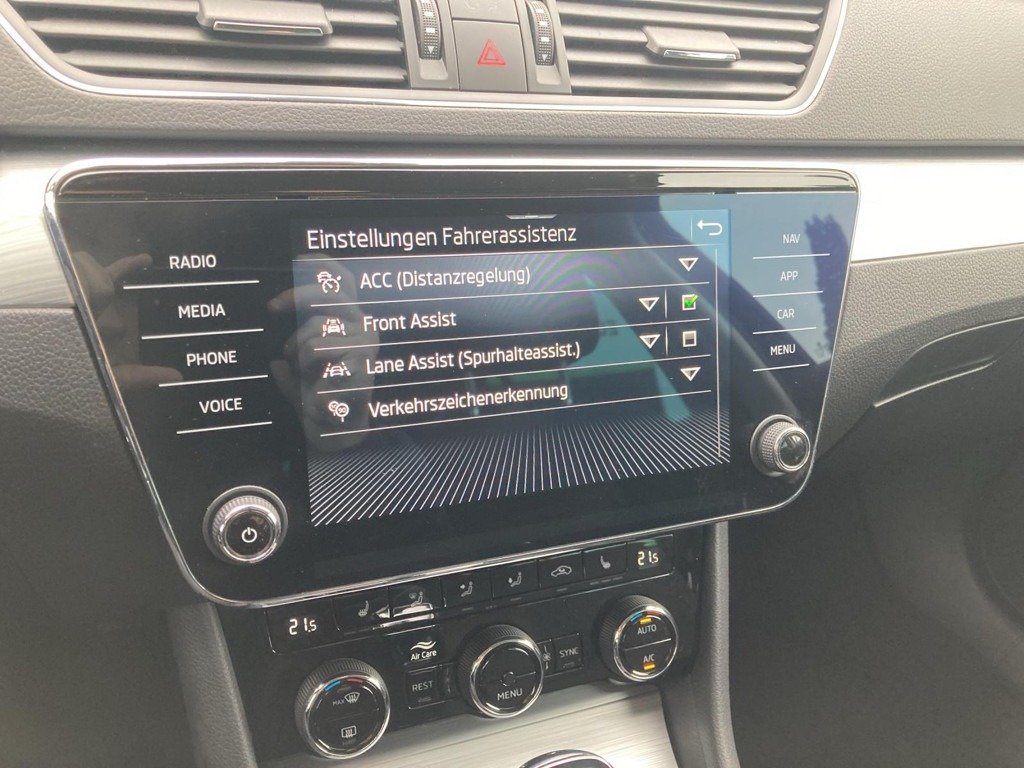 Einstellungen Fahrerassistenz
ACC (Distanzregelung)
Front Assist
Lane Assist (Spurhalteassist.)
Verkehrszeichenerkennung
RADIO
MEDIA
PHONE
VOICE
NAV
APP
CAR
MENU
21.5
21.5
Air Care
REST
MENU
SYNC
AUTO
A/C
MAX